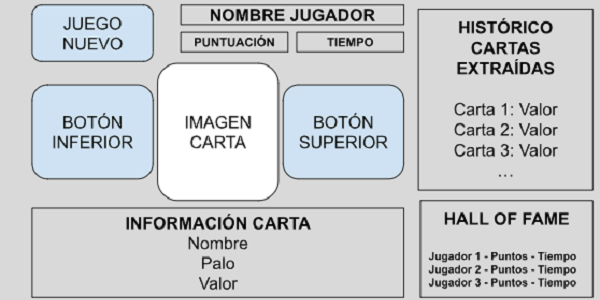 JUEGO
NUEVO
NOMBRE JUGADOR
PUNTUACIÓN
TIEMPO
BOTÓN
INFERIOR
IMAGEN
CARTA
BOTÓN
SUPERIOR
INFORMACIÓN CARTA
Nombre
Palo
Valor
HISTÓRICO
CARTAS
EXTRAÍDAS
Carta 1: Valor
Carta 2: Valor
Carta 3: Valor
...
HALL OF FAME
Jugador 1 - Puntos - Tiempo
Jugador 2 - Puntos - Tiempo
Jugador 3 - Puntos - Tiempo